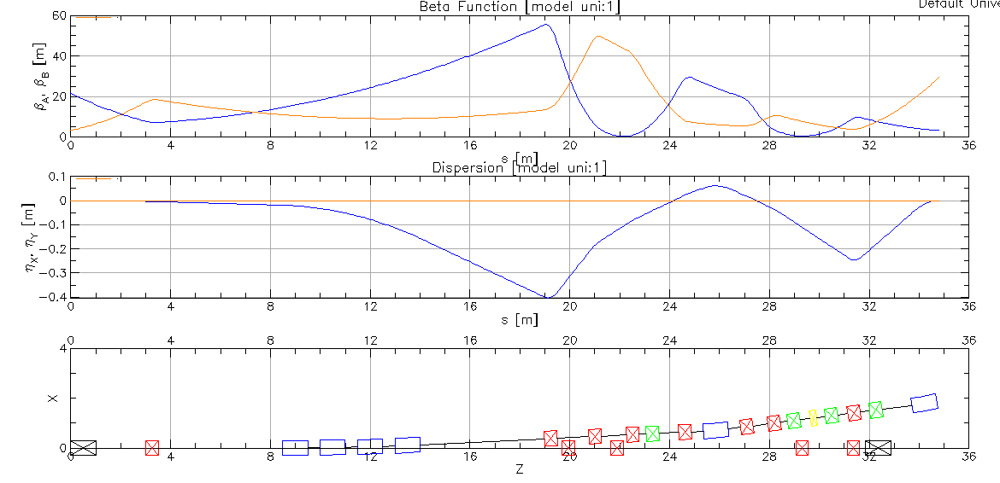 Beta Function [model uni:1]
Default Unive
60
40
20
0
β_A, β_B [m]
0 4 8 12 16 20 24 28 32 36
s [m]
Dispersion [model uni:1]
0.1
0
−0.1
−0.2
−0.3
−0.4
η_X, η_Y [m]
0 4 8 12 16 20 24 28 32 36
s [m]
0 4 8 12 16 20 24 28 32 36
4
X
0
0 4 8 12 16 20 24 28 32 36
Z